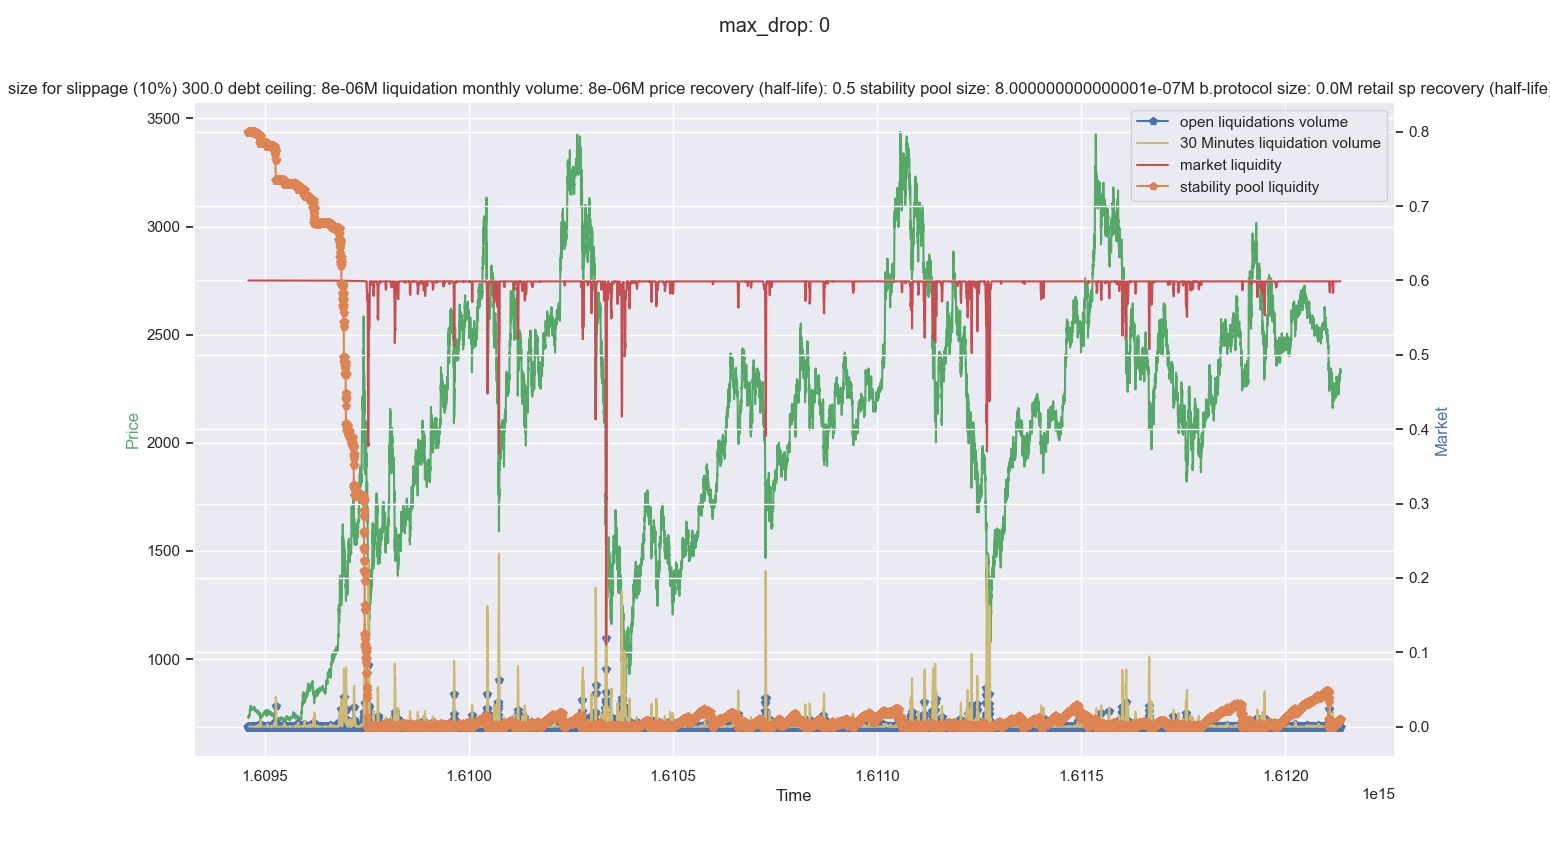 max_drop: 0
size for slippage (10%) 300.0 debt ceiling: 8e-06M liquidation monthly volume: 8e-06M price recovery (half-life): 0.5 stability pool size: 8.000000000000001e-07M b.protocol size: 0.0M retail sp recovery (half-life)
3500
3000
2500
2000
1500
1000
Price
open liquidations volume
30 Minutes liquidation volume
market liquidity
stability pool liquidity
0.8
0.7
0.6
0.5
0.4
0.3
0.2
0.1
0.0
Market
1.6095
1.6100
1.6105
1.6110
1.6115
1.6120
Time
1e15